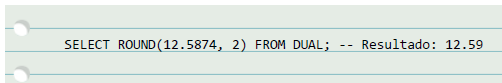 SELECT ROUND(12.5874, 2) FROM DUAL; -- Resultado: 12.59